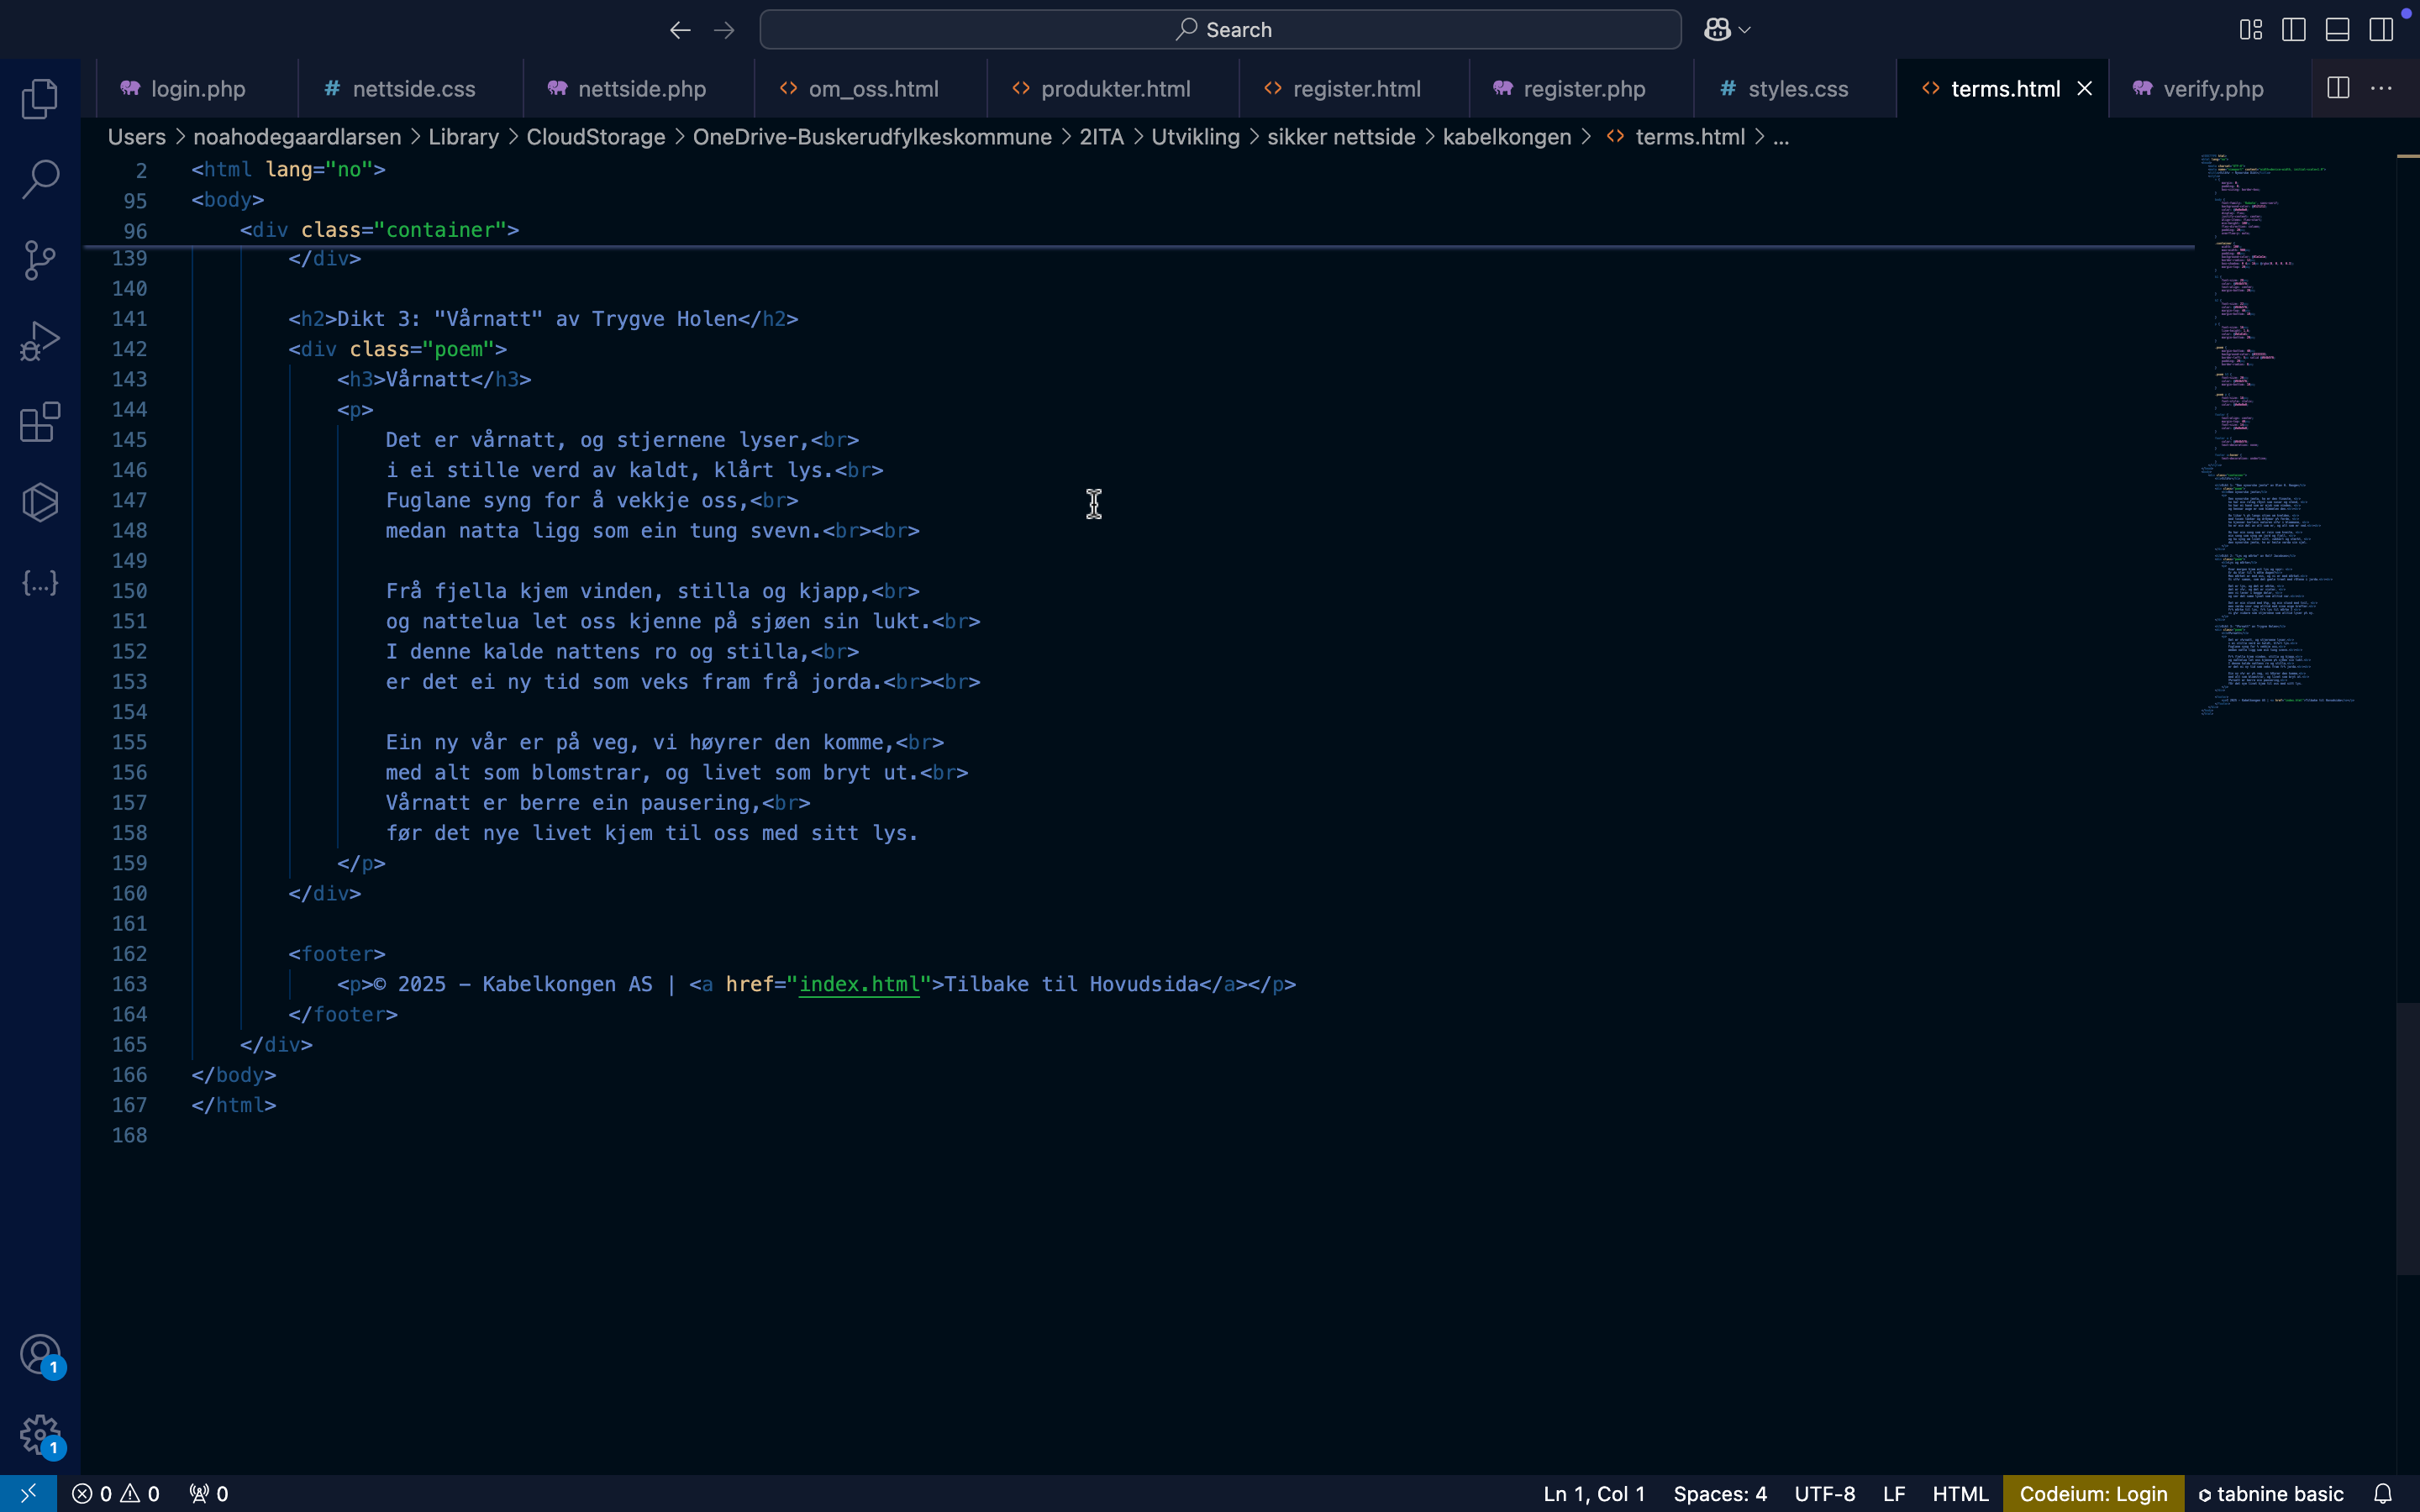 Search
login.php
nettside.css
nettside.php
om_oss.html
produkter.html
register.html
register.php
styles.css
terms.html
verify.php
Users > noahodegaardlarsen > Library > CloudStorage > OneDrive-Buskerudfylkeskommune > 2ITA > Utvikling > sikker nettside > kabelkongen > terms.html > ...
2 <html lang="no">
95 <body>
96 <div class="container">
139 </div>
140
141 <h2>Dikt 3: "Vårnatt" av Trygve Holen</h2>
142 <div class="poem">
143 <h3>Vårnatt</h3>
144 <p>
145 Det er vårnatt, og stjernene lyser,<br>
146 i ei stille verd av kaldt, klårt lys.<br>
147 Fuglane syng for å vekkje oss,<br>
148 medan natta ligg som ein tung svevn.<br><br>
149
150 Frå fjella kjem vinden, stilla og kjapp,<br>
151 og nattelua let oss kjenne på sjøen sin lukt.<br>
152 I denne kalde nattens ro og stilla,<br>
153 er det ei ny tid som veks fram frå jorda.<br><br>
154
155 Ein ny vår er på veg, vi høyrer den komme,<br>
156 med alt som blomstrar, og livet som bryt ut.<br>
157 Vårnatt er berre ein pausering,<br>
158 før det nye livet kjem til oss med sitt lys.
159 </p>
160 </div>
161
162 <footer>
163 <p>© 2025 – Kabelkongen AS | <a href="index.html">Tilbake til Hovudsida</a></p>
164 </footer>
165 </div>
166 </body>
167 </html>
168
1
1
0 0 0
Ln 1, Col 1 Spaces: 4 UTF-8 LF HTML Codeium: Login tabnine basic